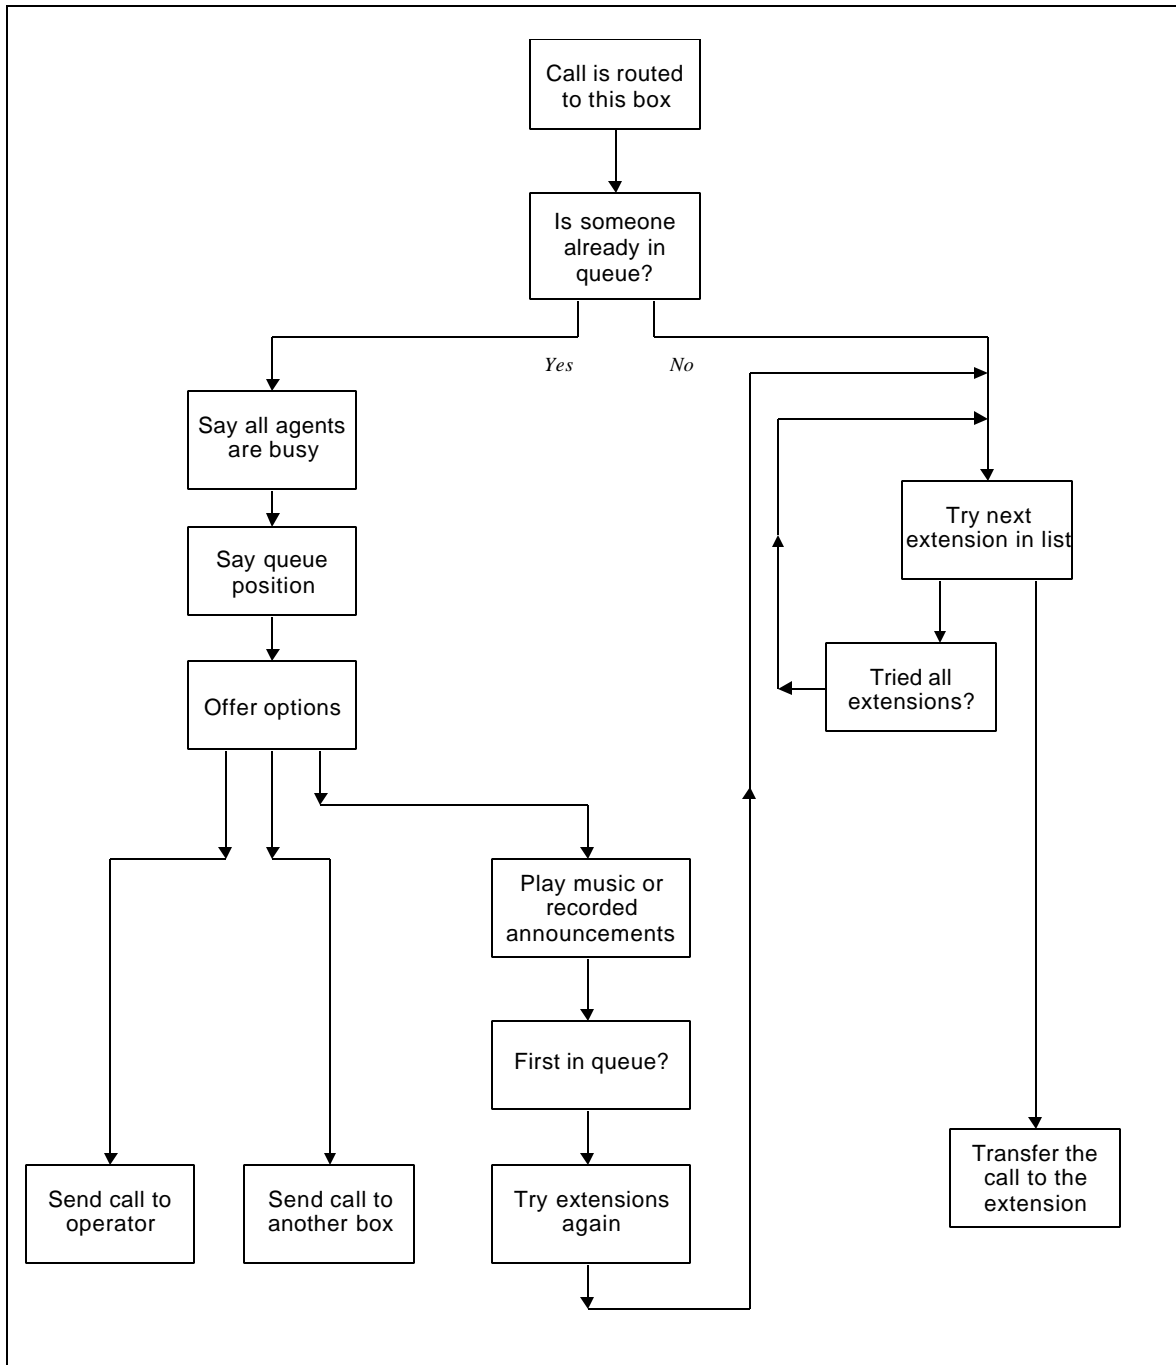 Call is routed
to this box
Is someone
already in
queue?
Yes
No
Say all agents
are busy
Try next
extension in list
Say queue
position
Tried all
extensions?
Offer options
Play music or
recorded
announcements
First in queue?
Transfer the
call to the
extension
Send call to
operator
Send call to
another box
Try extensions
again